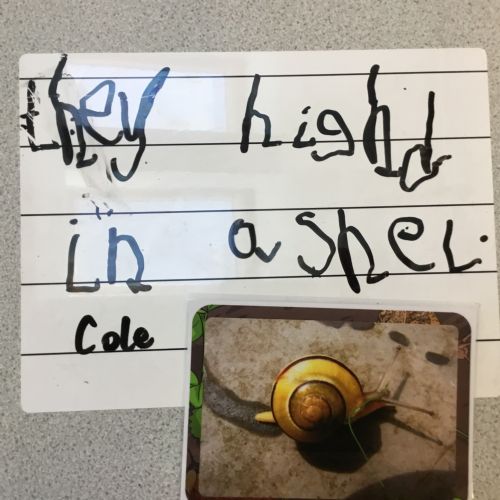 they highd
in a shel.
Cole